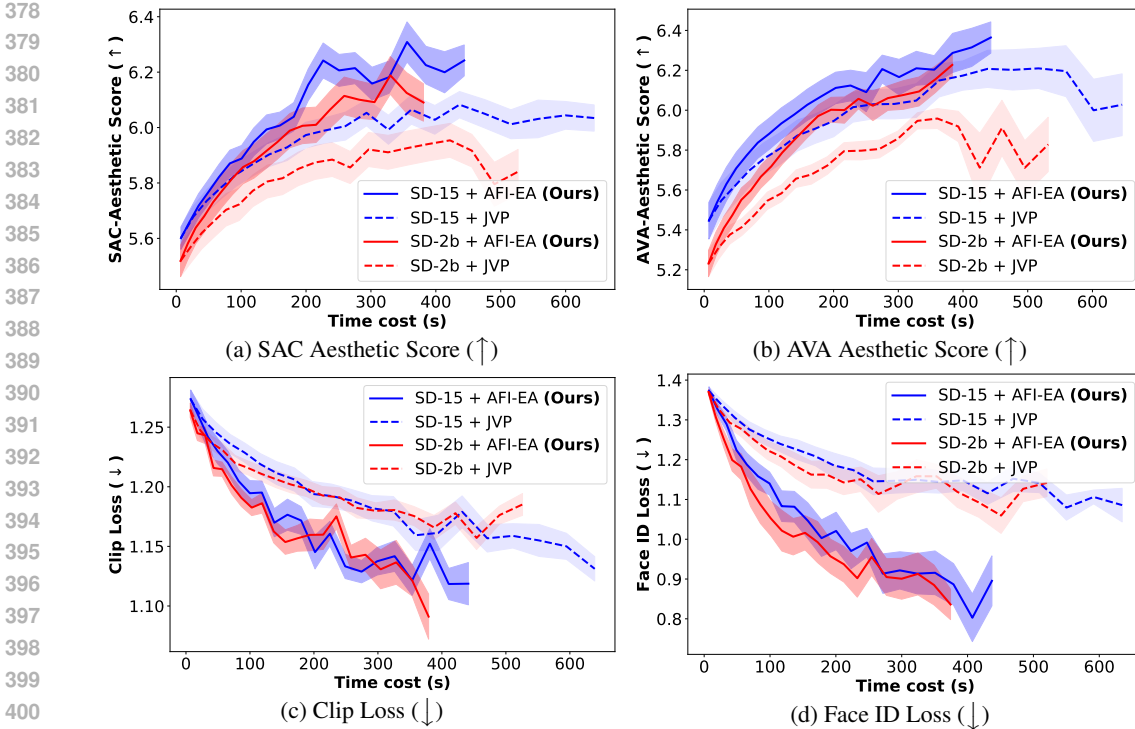 378
379
380
381
382
383
384
385
386
387
388
389
390
391
392
393
394
395
396
397
398
399
400
SAC-Aesthetic Score (↑)
6.4
6.2
6.0
5.8
5.6
SD-15 + AFI-EA (Ours)
SD-15 + JVP
SD-2b + AFI-EA (Ours)
SD-2b + JVP
0 100 200 300 400 500 600
Time cost (s)
(a) SAC Aesthetic Score (↑)
AVA-Aesthetic Score (↑)
6.4
6.2
6.0
5.8
5.6
5.4
5.2
SD-15 + AFI-EA (Ours)
SD-15 + JVP
SD-2b + AFI-EA (Ours)
SD-2b + JVP
0 100 200 300 400 500 600
Time cost (s)
(b) AVA Aesthetic Score (↑)
Clip Loss (↓)
1.25
1.20
1.15
1.10
SD-15 + AFI-EA (Ours)
SD-15 + JVP
SD-2b + AFI-EA (Ours)
SD-2b + JVP
0 100 200 300 400 500 600
Time cost (s)
(c) Clip Loss (↓)
Face ID Loss (↓)
1.4
1.3
1.2
1.1
1.0
0.9
0.8
SD-15 + AFI-EA (Ours)
SD-15 + JVP
SD-2b + AFI-EA (Ours)
SD-2b + JVP
0 100 200 300 400 500 600
Time cost (s)
(d) Face ID Loss (↓)